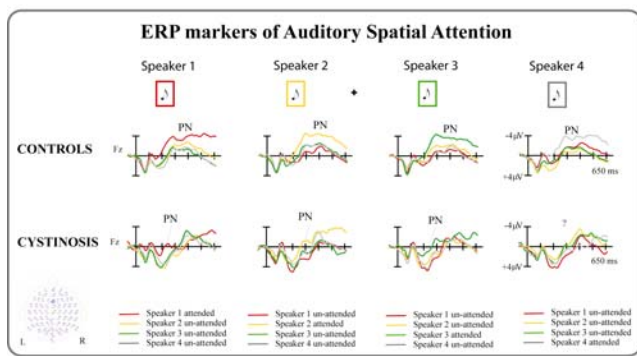 ERP markers of Auditory Spatial Attention
Speaker 1 Speaker 2 Speaker 3 Speaker 4
PN PN PN PN
CONTROLS Fz -4µV +4µV 650 ms
PN PN PN ?
CYSTINOSIS Fz -4µV +4µV 650 ms
L R
Speaker 1 attended
Speaker 2 un-attended
Speaker 3 un-attended
Speaker 4 un-attended
Speaker 1 un-attended
Speaker 2 attended
Speaker 3 un-attended
Speaker 4 un-attended
Speaker 1 un-attended
Speaker 2 un-attended
Speaker 3 attended
Speaker 4 un-attended
Speaker 1 un-attended
Speaker 2 un-attended
Speaker 3 un-attended
Speaker 4 attended